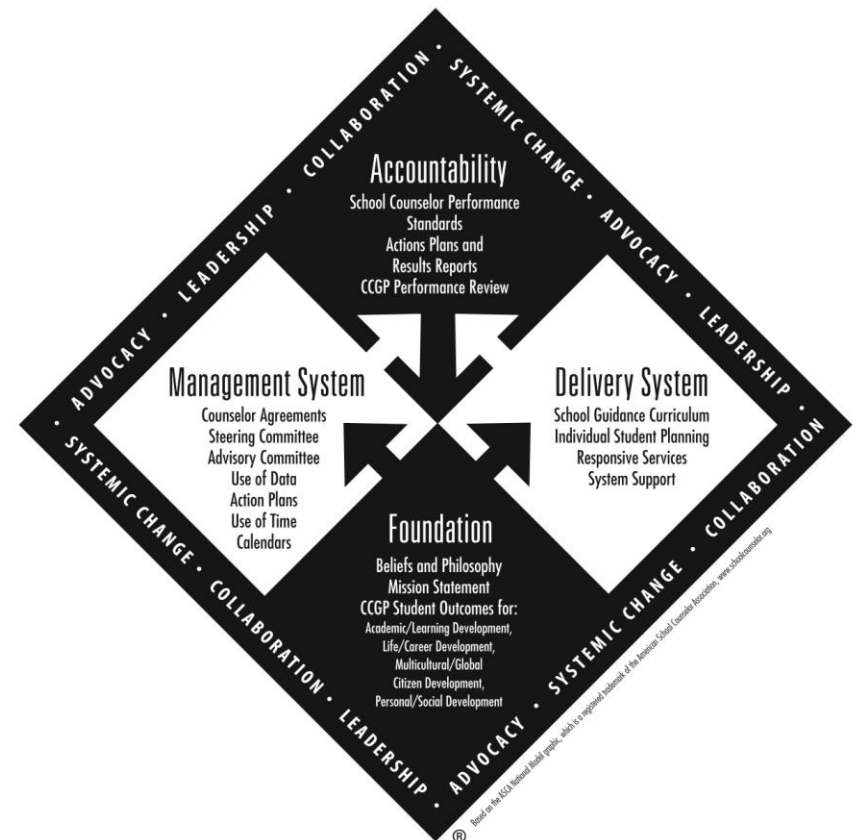 ADVOCACY • LEADERSHIP • COLLABORATION •
SYSTEMIC CHANGE • ADVOCACY • LEADERSHIP •
Accountability
School Counselor Performance
Standards
Actions Plans and
Results Reports
CCGP Performance Review
Management System
Counselor Agreements
Steering Committee
Advisory Committee
Use of Data
Action Plans
Use of Time
Calendars
Delivery System
School Guidance Curriculum
Individual Student Planning
Responsive Services
System Support
Foundation
Beliefs and Philosophy
Mission Statement
CCGP Student Outcomes for:
Academic/Learning Development,
Life/Career Development,
Multicultural/Global
Citizen Development,
Personal/Social Development
• SYSTEMIC CHANGE • COLLABORATION • LEADERSHIP
• ADVOCACY • SYSTEMIC CHANGE • COLLABORATION
Based on the ASCA National Model graphic, which is a registered trademark of the American School Counselor Association, www.schoolcounselor.org
®